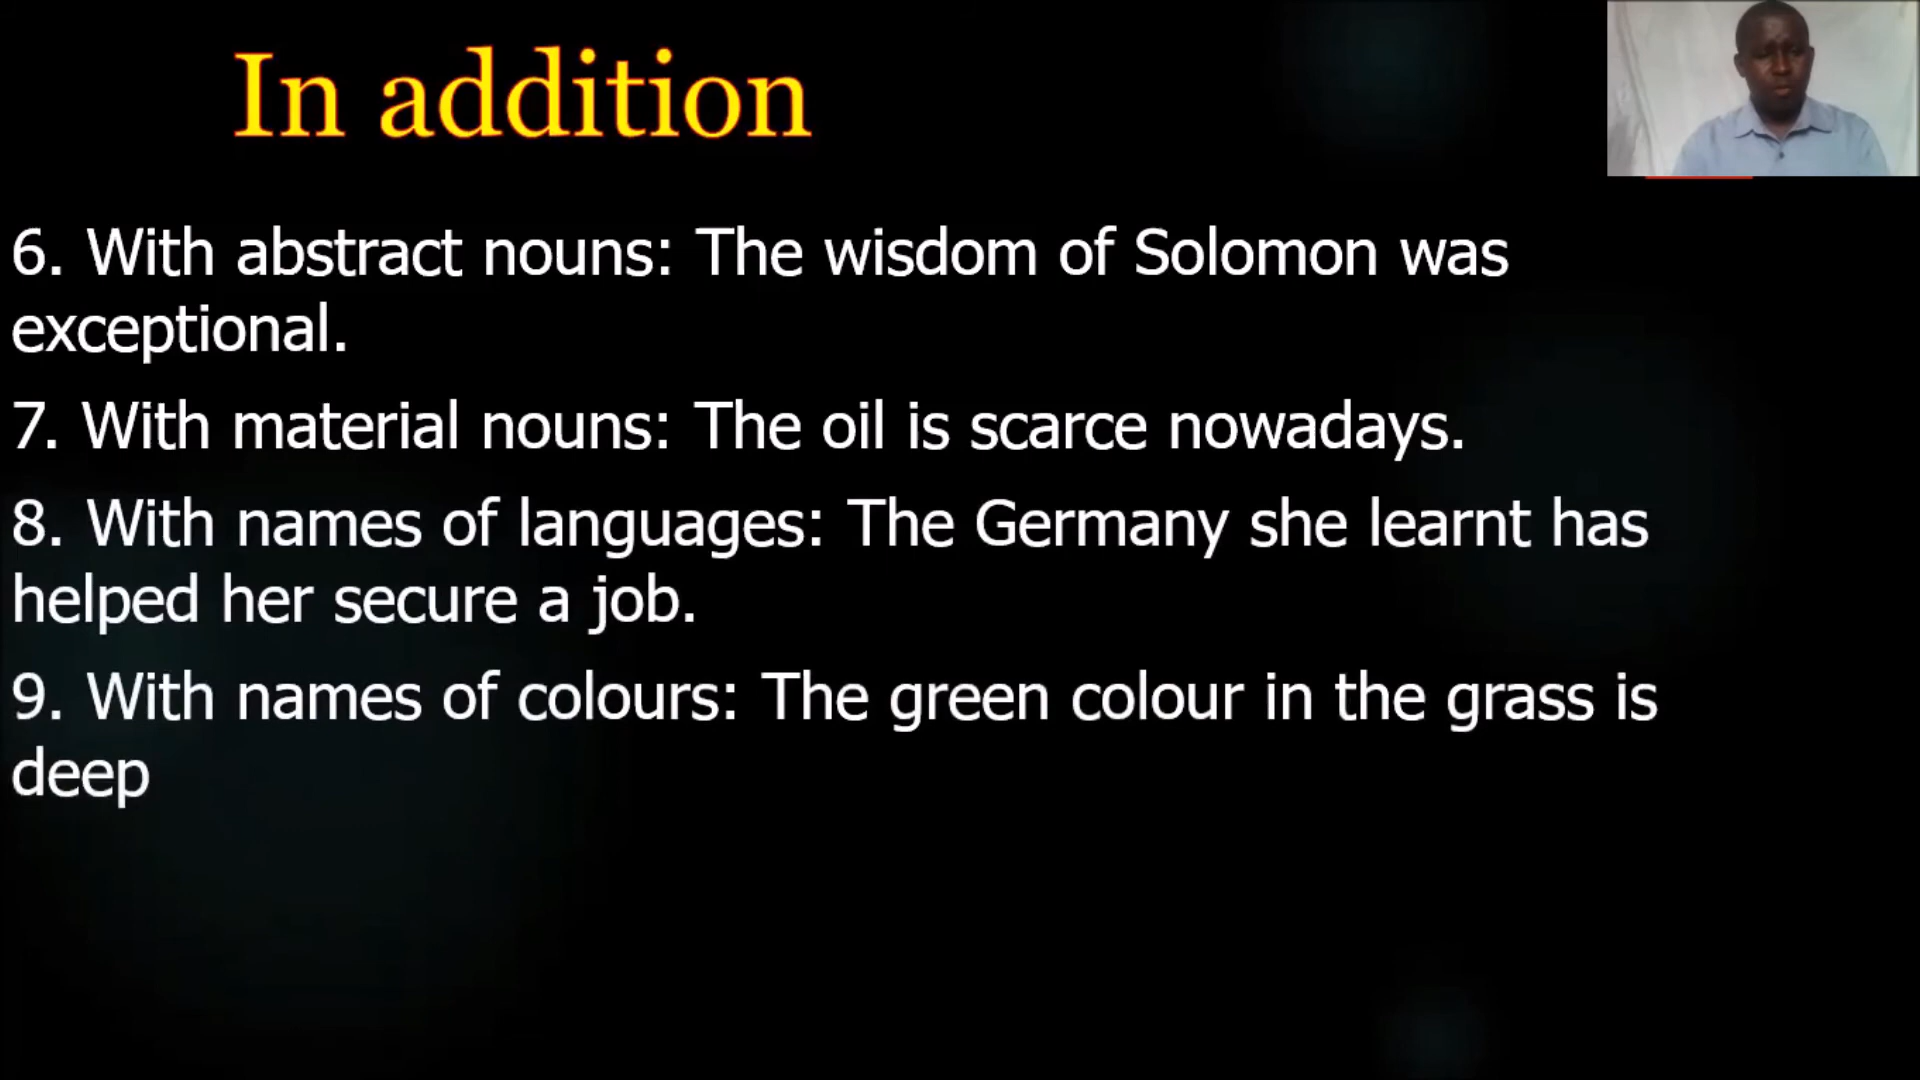 In addition
6. With abstract nouns: The wisdom of Solomon was
exceptional.
7. With material nouns: The oil is scarce nowadays.
8. With names of languages: The Germany she learnt has
helped her secure a job.
9. With names of colours: The green colour in the grass is
deep